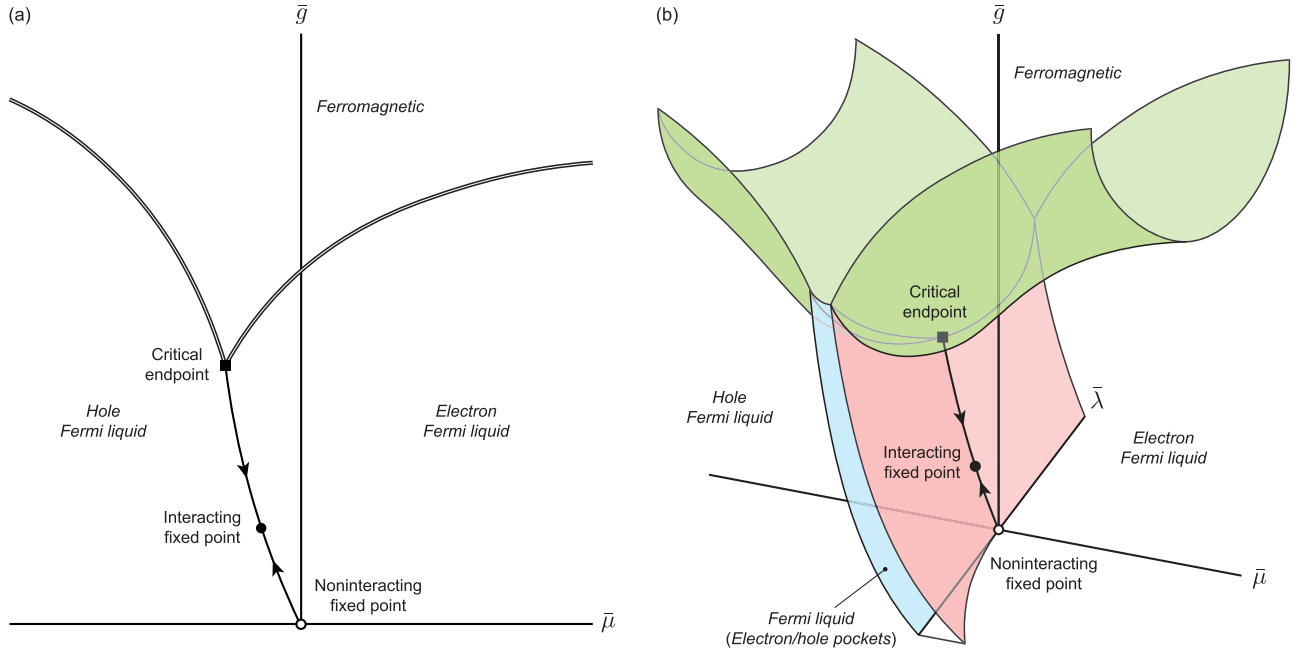 (a)
ḡ
Ferromagnetic
Critical
endpoint
Hole
Fermi liquid
Electron
Fermi liquid
Interacting
fixed point
Noninteracting
fixed point
μ̄
(b)
ḡ
Ferromagnetic
Critical
endpoint
Hole
Fermi liquid
λ̄
Electron
Fermi liquid
Interacting
fixed point
Noninteracting
fixed point
μ̄
Fermi liquid
(Electron/hole pockets)